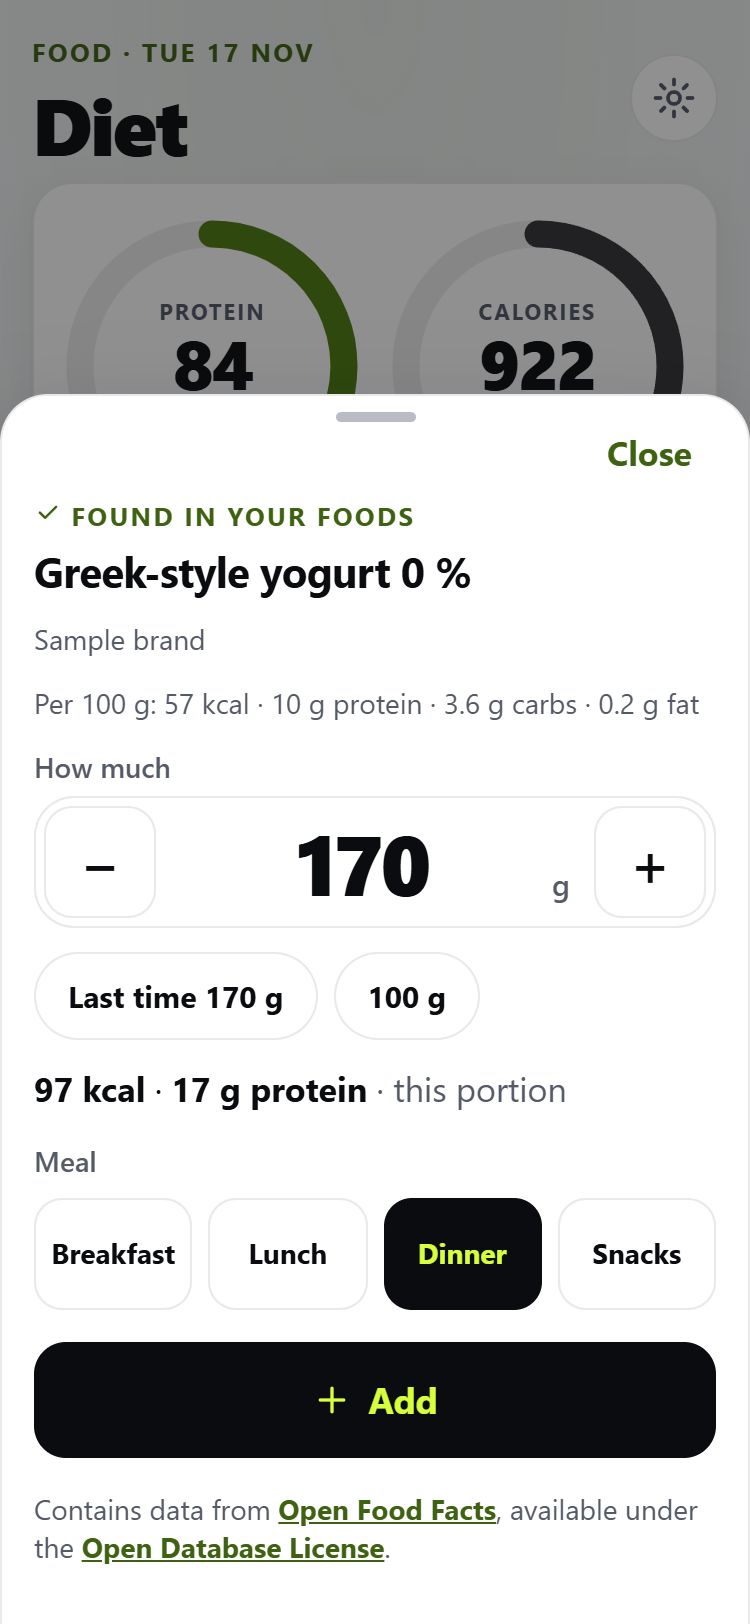 FOOD · TUE 17 NOV
Diet
PROTEIN
84
CALORIES
922
Close
FOUND IN YOUR FOODS
Greek-style yogurt 0 %
Sample brand
Per 100 g: 57 kcal · 10 g protein · 3.6 g carbs · 0.2 g fat
How much
− 170 g +
Last time 170 g
100 g
97 kcal · 17 g protein · this portion
Meal
Breakfast
Lunch
Dinner
Snacks
+ Add
Contains data from Open Food Facts, available under
the Open Database License.